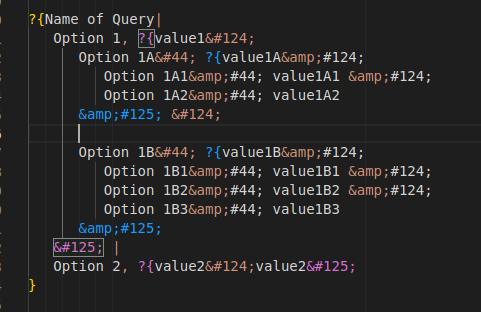 ?{Name of Query|
Option 1, ?{value1&#124;
Option 1A&#44; ?{value1A&amp;#124;
Option 1A1&amp;#44; value1A1 &amp;#124;
Option 1A2&amp;#44; value1A2
&amp;#125; &#124;
Option 1B&#44; ?{value1B&amp;#124;
Option 1B1&amp;#44; value1B1 &amp;#124;
Option 1B2&amp;#44; value1B2 &amp;#124;
Option 1B3&amp;#44; value1B3
&amp;#125;
&#125; |
Option 2, ?{value2&#124;value2&#125;
}